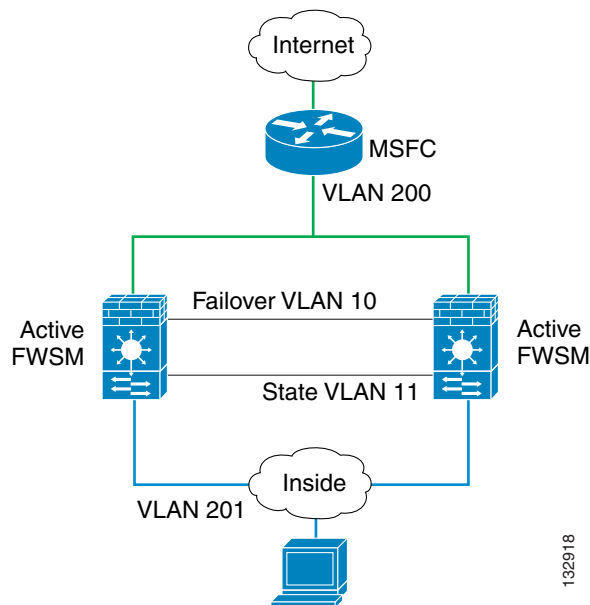 Internet
MSFC
VLAN 200
Failover VLAN 10
Active
FWSM
Active
FWSM
State VLAN 11
Inside
VLAN 201
132918